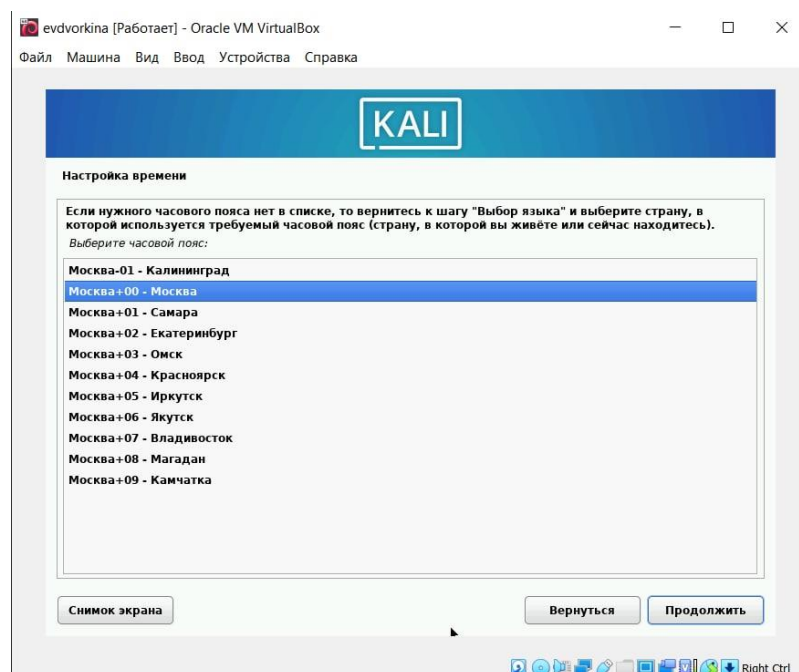 evdvorkina [Работает] - Oracle VM VirtualBox
Файл Машина Вид Ввод Устройства Справка
KALI
Настройка времени
Если нужного часового пояса нет в списке, то вернитесь к шагу "Выбор языка" и выберите страну, в
которой используется требуемый часовой пояс (страну, в которой вы живёте или сейчас находитесь).
Выберите часовой пояс:
Москва-01 - Калининград
Москва+00 - Москва
Москва+01 - Самара
Москва+02 - Екатеринбург
Москва+03 - Омск
Москва+04 - Красноярск
Москва+05 - Иркутск
Москва+06 - Якутск
Москва+07 - Владивосток
Москва+08 - Магадан
Москва+09 - Камчатка
Снимок экрана Вернуться Продолжить
Right Ctrl